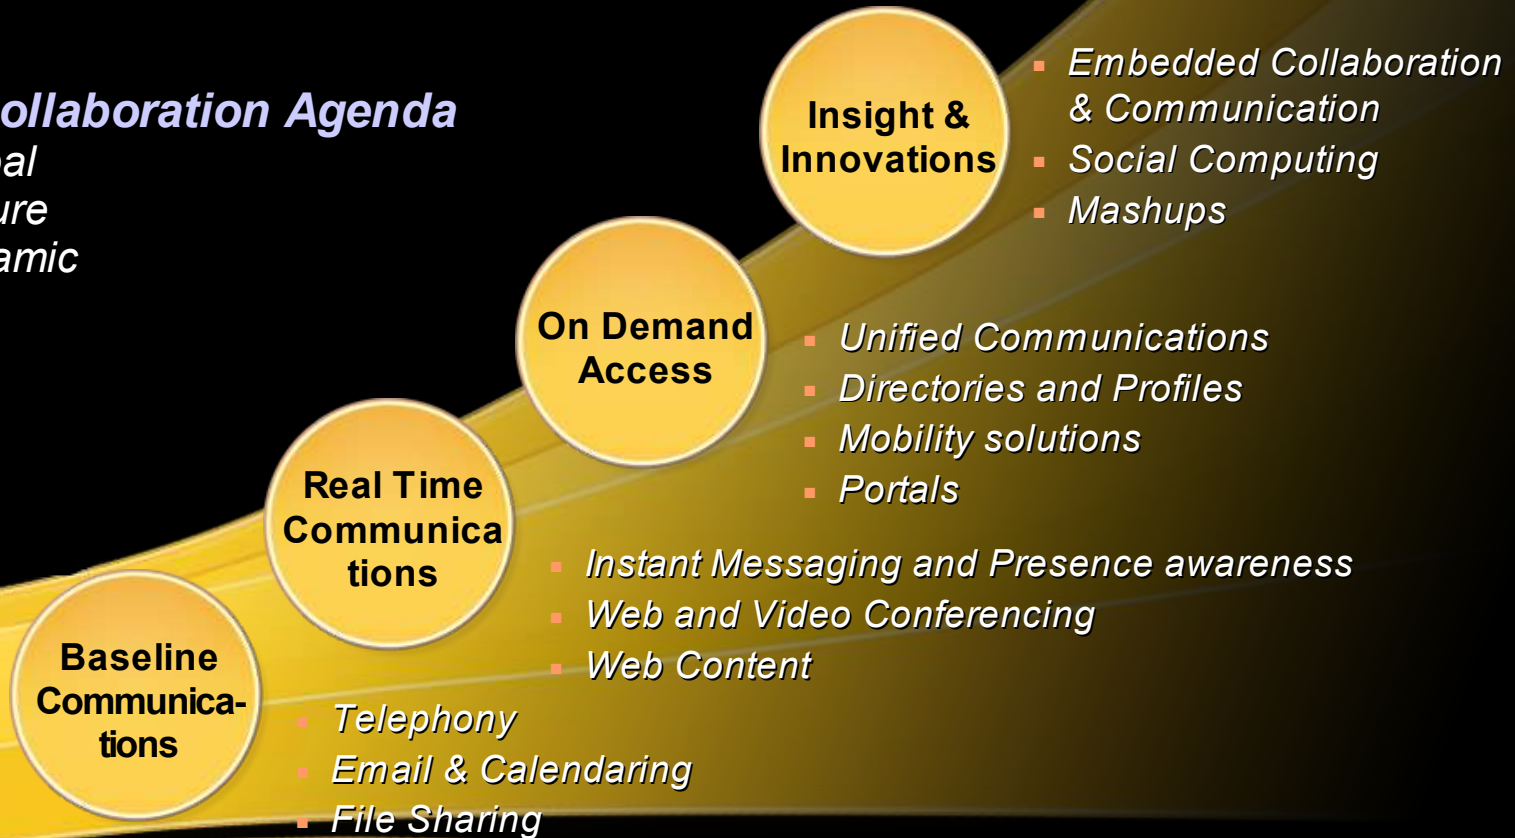 ollaboration Agenda
al
ure
amic
Insight &
Innovations
Embedded Collaboration
& Communication
Social Computing
Mashups
On Demand
Access
Unified Communications
Directories and Profiles
Mobility solutions
Portals
Real Time
Communica
tions
Instant Messaging and Presence awareness
Web and Video Conferencing
Web Content
Baseline
Communica-
tions
Telephony
Email & Calendaring
File Sharing